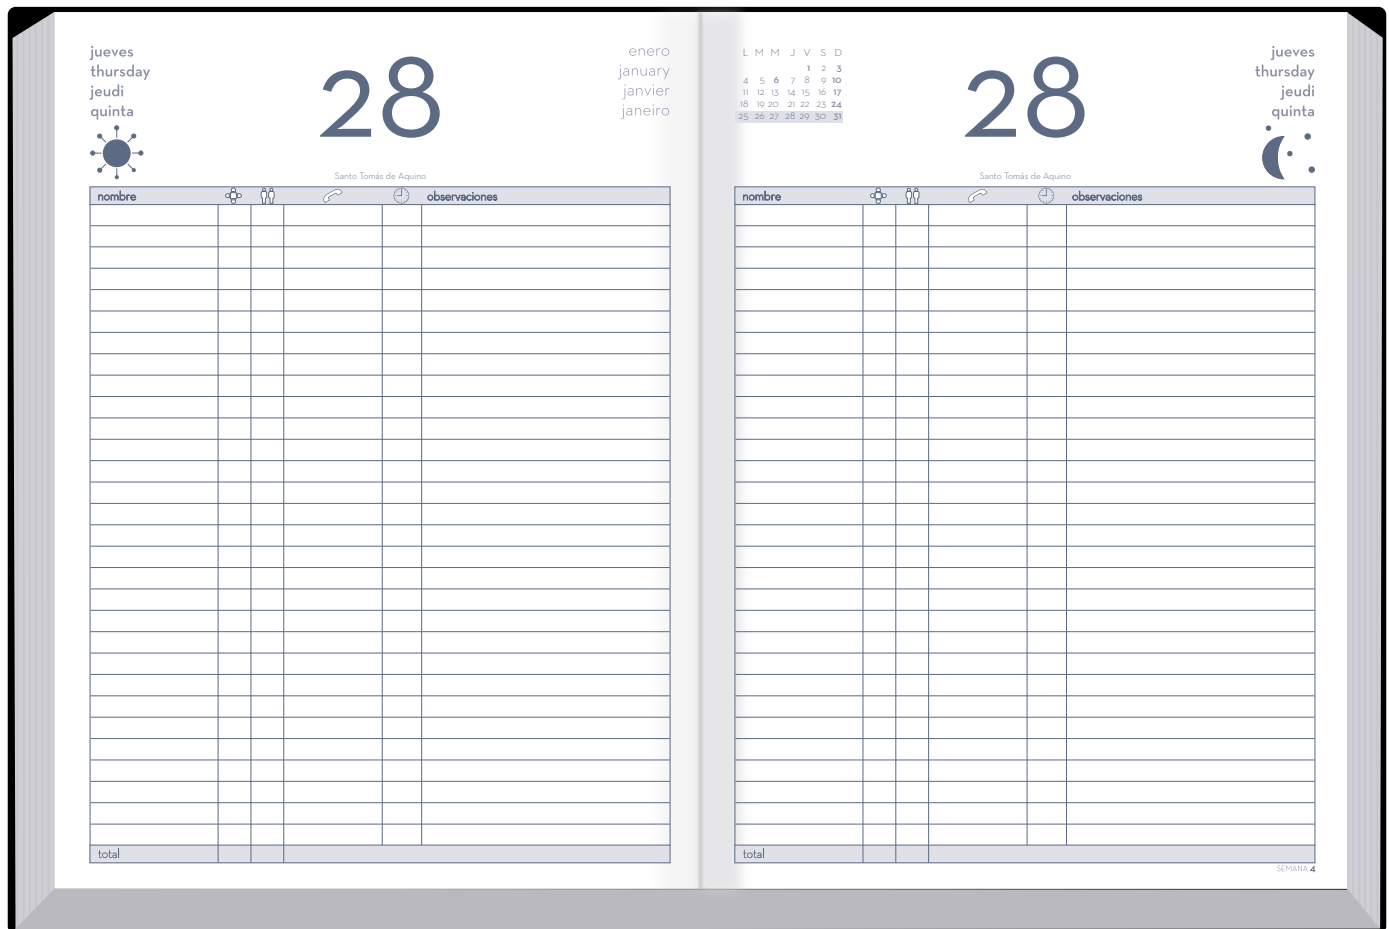 jueves
thursday
jeudi
quinta
28
enero
january
janvier
janeiro
Santo Tomás de Aquino
nombre observaciones
total
L M M J V S D
1 2 3
4 5 6 7 8 9 10
11 12 13 14 15 16 17
18 19 20 21 22 23 24
25 26 27 28 29 30 31
28
jueves
thursday
jeudi
quinta
Santo Tomás de Aquino
nombre observaciones
total
SEMANA 4